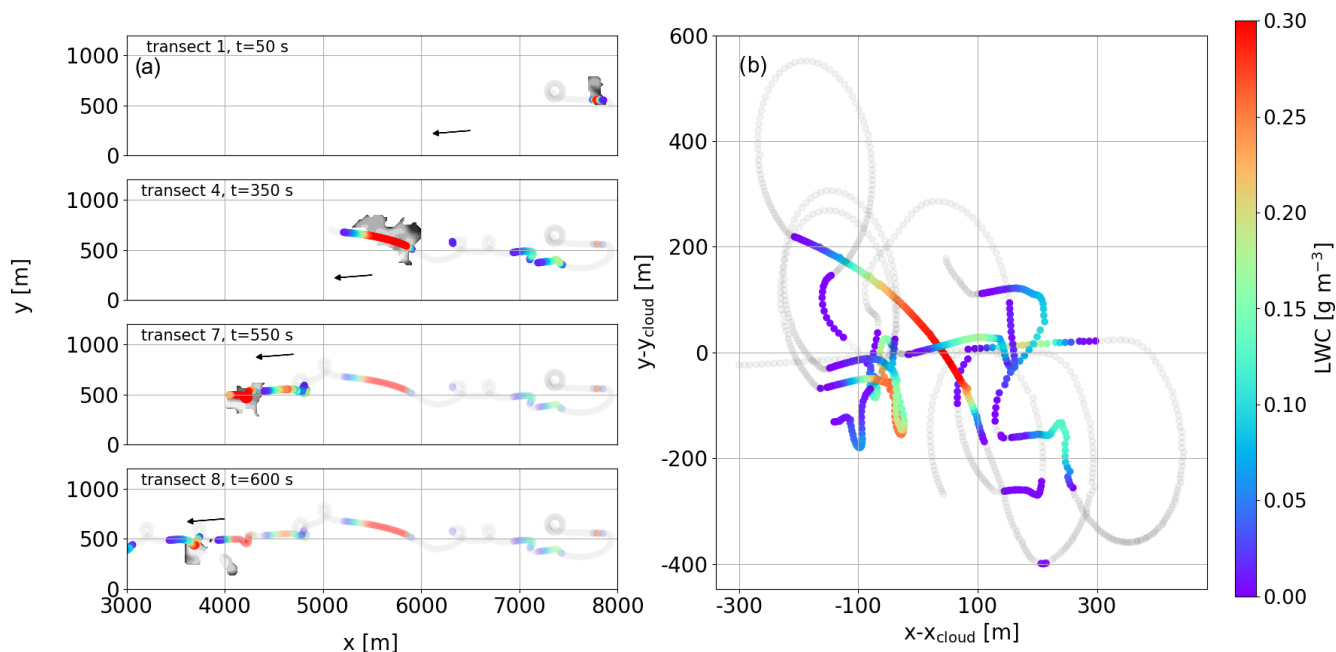 transect 1, t=50 s
(a)
1000
500
0
transect 4, t=350 s
1000
500
0
transect 7, t=550 s
1000
500
0
transect 8, t=600 s
1000
500
0
3000 4000 5000 6000 7000 8000
x [m]
y [m]
(b)
600
400
200
0
-200
-400
-300 -100 100 300
x-x_cloud [m]
y-y_cloud [m]
0.30
0.25
0.20
0.15
0.10
0.05
0.00
LWC [g m⁻³]